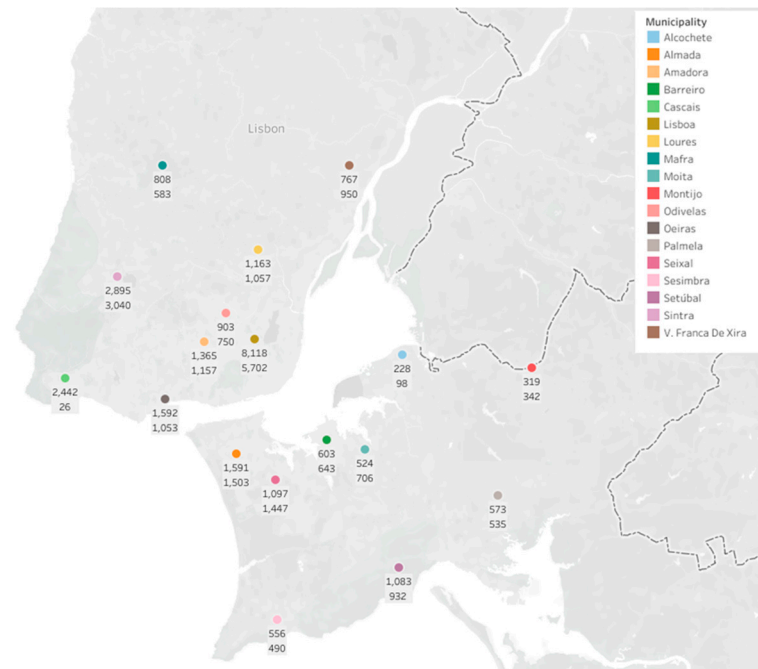 Lisbon
808
583
767
950
1,163
1,057
2,895
3,040
903
750
1,365
1,157
8,118
5,702
2,442
26
1,592
1,053
228
98
319
342
603
643
524
706
1,591
1,503
1,097
1,447
573
535
1,083
932
556
490
Municipality
Alcochete
Almada
Amadora
Barreiro
Cascais
Lisboa
Loures
Mafra
Moita
Montijo
Odivelas
Oeiras
Palmela
Seixal
Sesimbra
Setúbal
Sintra
V. Franca De Xira